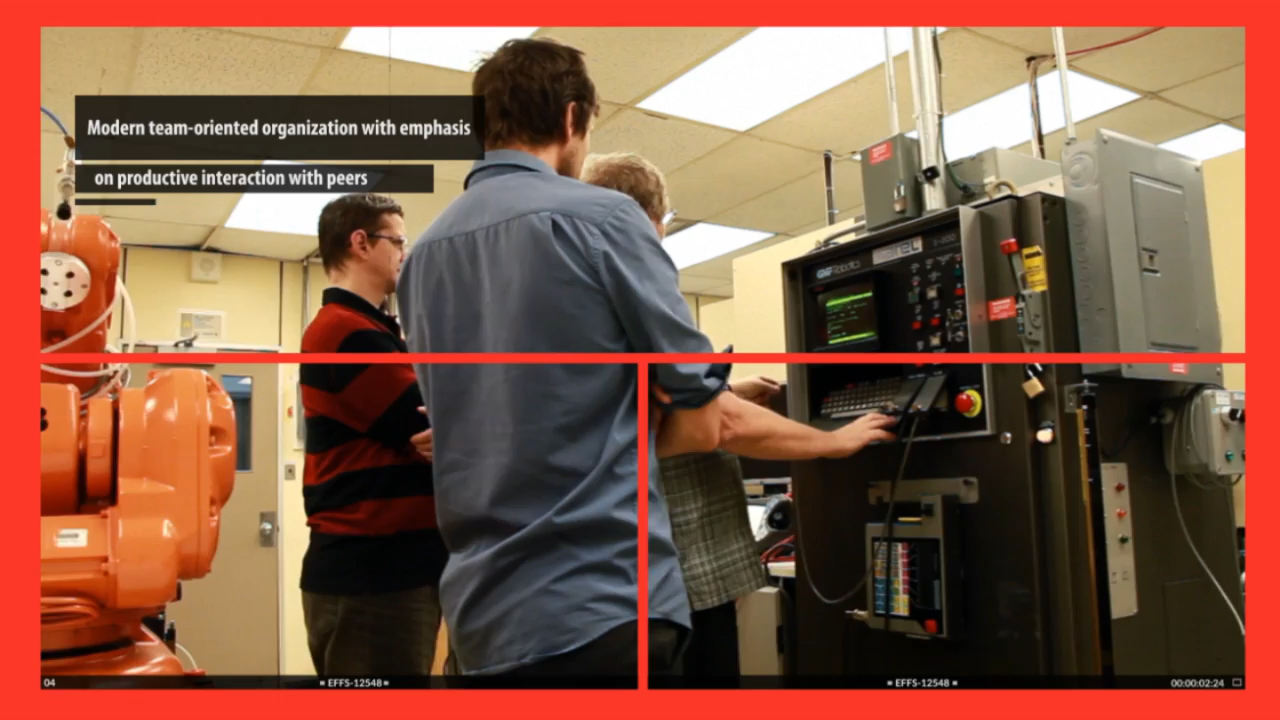 Modern team-oriented organization with emphasis
on productive interaction with peers
GMF Robotics
04
EFFS-12548
EFFS-12548
00:00:02:24